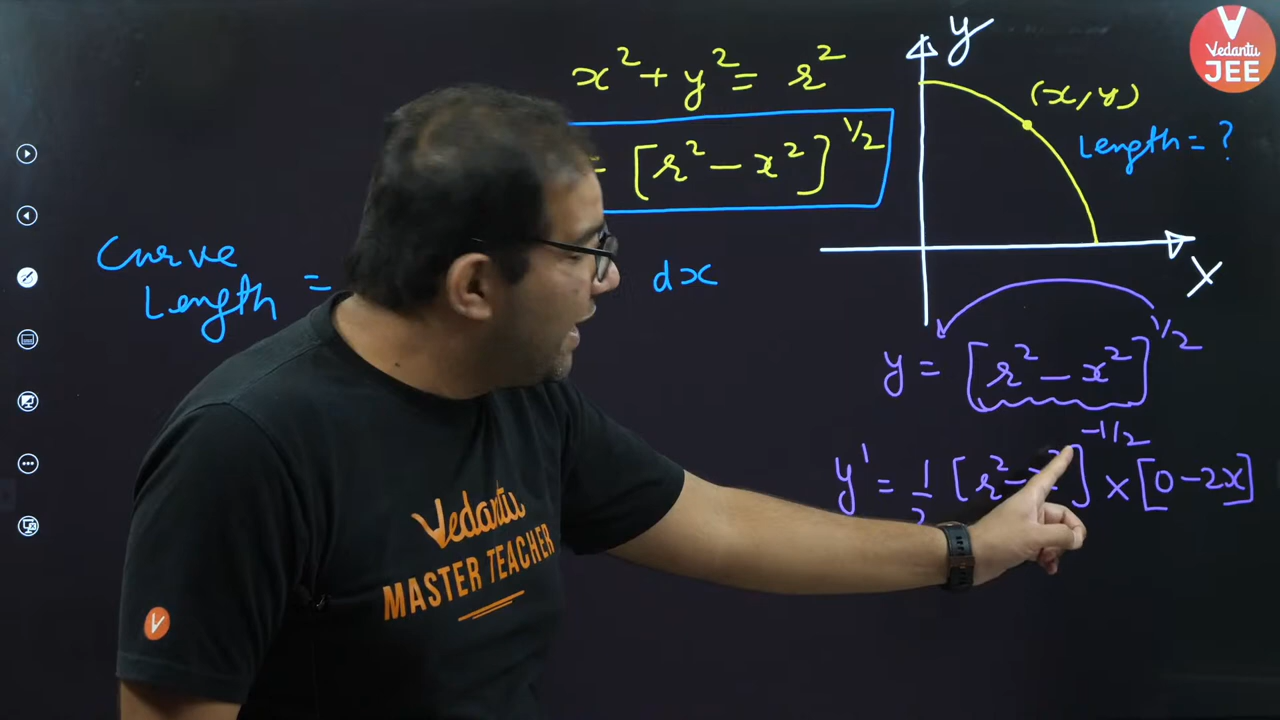 x² + y² = r²
= [r² − x²]^1/2
Curve
Length =
dx
y
(x, y)
Length = ?
X
y = [r² − x²]^1/2
y' = 1/2 [r² − x²]^-1/2 × [0 − 2x]
Vedantu
MASTER TEACHER
Vedantu
JEE